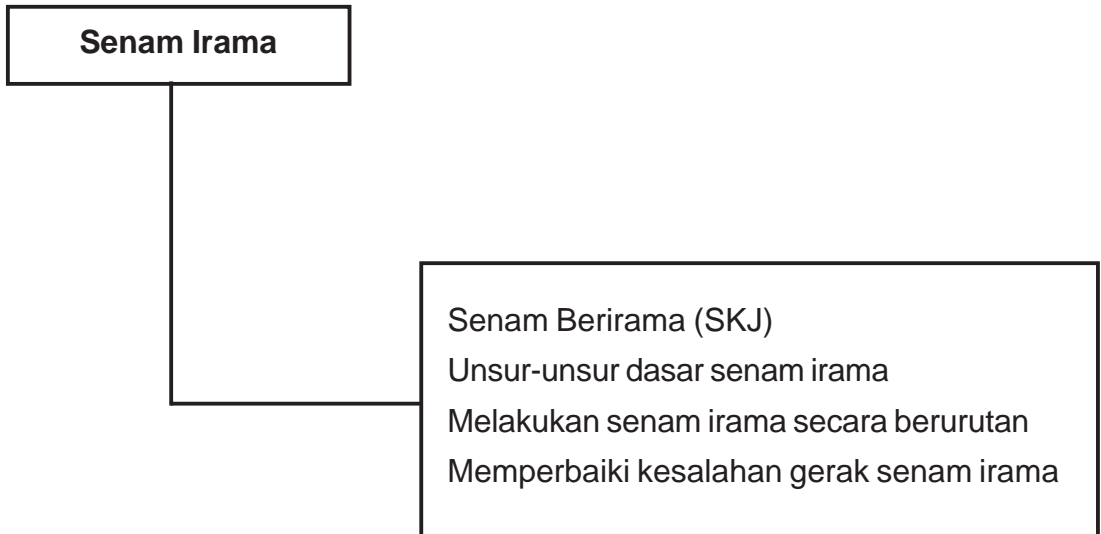 Senam Irama
Senam Berirama (SKJ)
Unsur-unsur dasar senam irama
Melakukan senam irama secara berurutan
Memperbaiki kesalahan gerak senam irama